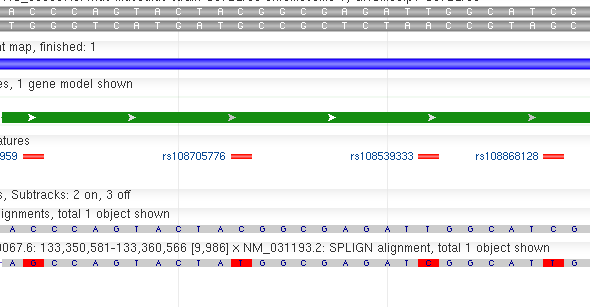 A C C C A G T A C T A C G G C G A G A T T G G C A T C G
T G G G T C A T G A T G C C G C T C T A A C C G T A G C
nt map, finished: 1
es, 1 gene model shown
atures
959 rs108705776 rs108539333 rs108868128
s, Subtracks: 2 on, 3 off
ignments, total 1 object shown
A C C C A G T A C T A C G G C G A G A T T G G C A T C G
0067.6: 133,350,581-133,360,566 [9,986] x NM_031193.2: SPLIGN alignment, total 1 object shown
A G C C A G T A C T A T G G C G A G A T G G G C A T T G